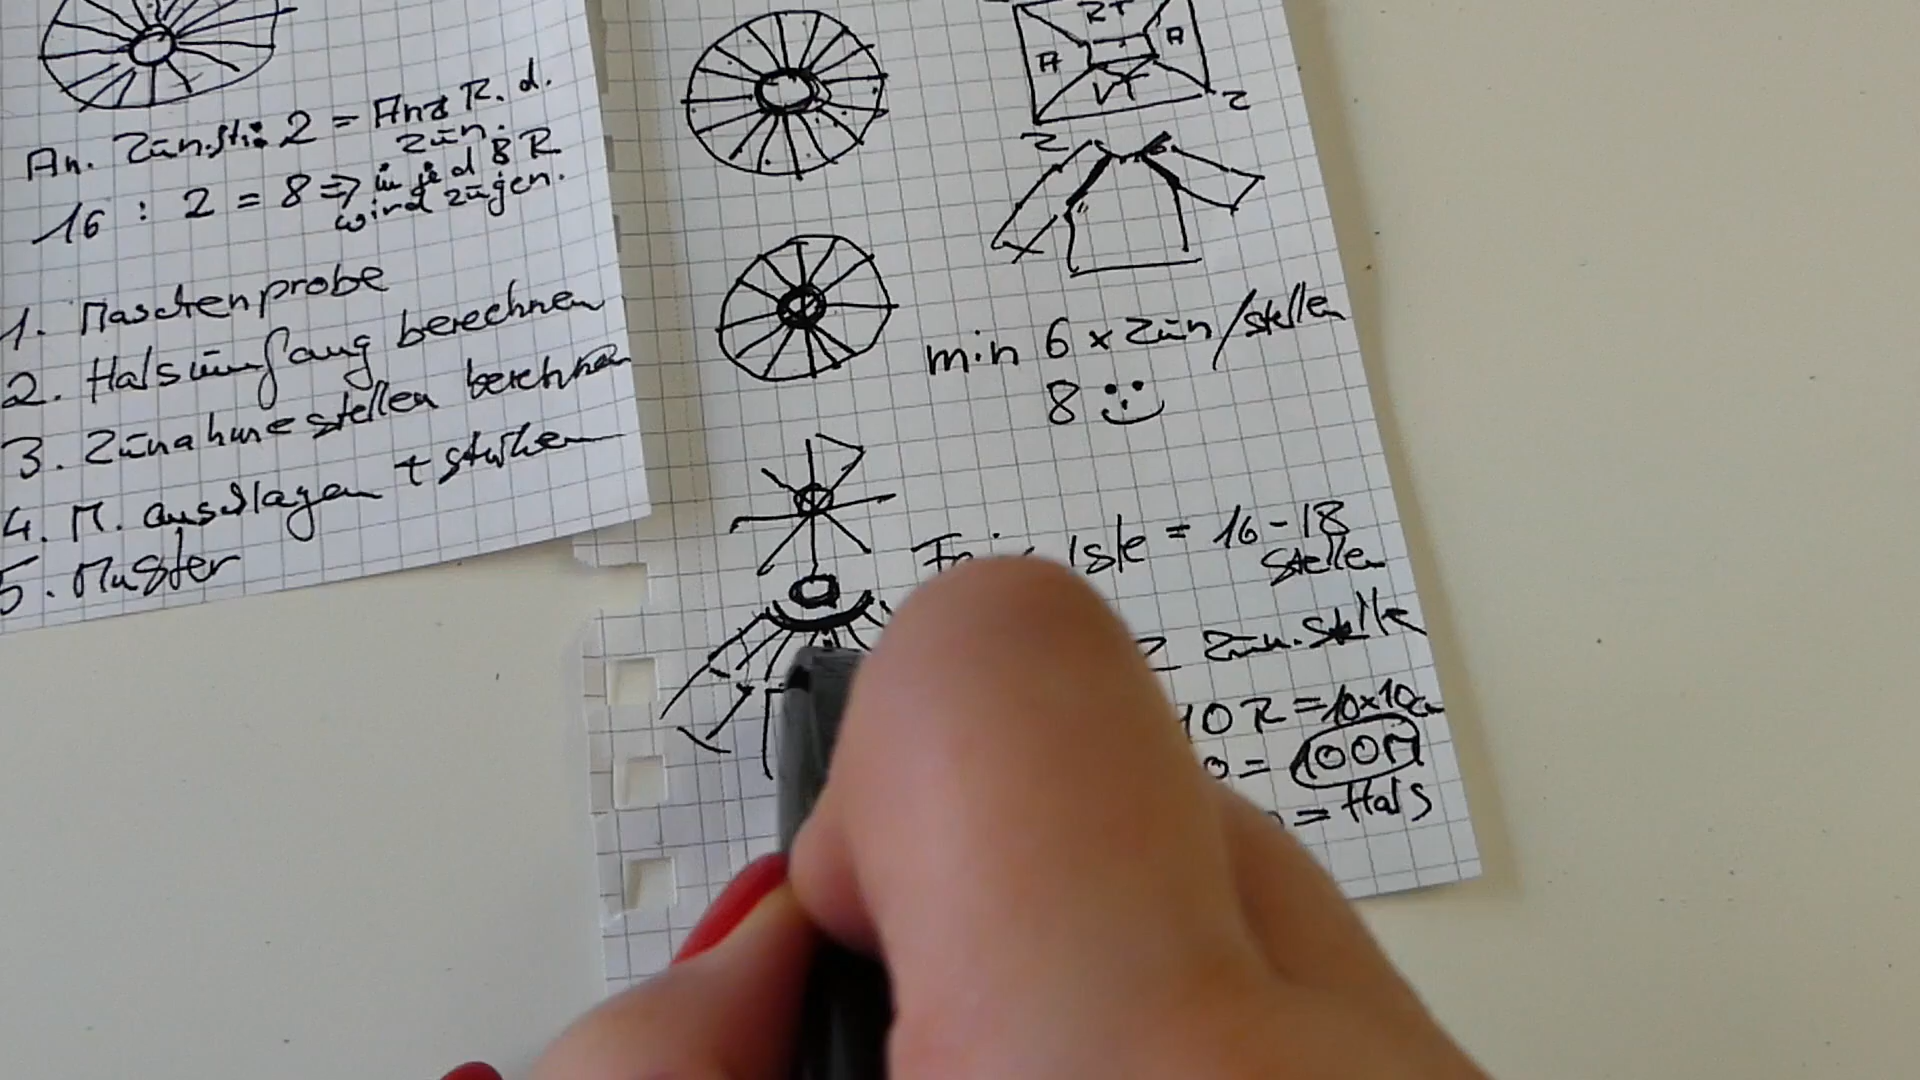 An. Zun.st.: 2 = Anz R. d. Zun.
16 : 2 = 8 => in jed 8 R wird zugen.
1. Maschenprobe
2. Halsumfang berechnen
3. Zunahmestellen berechnen
4. M. anschlagen + stricken
5. Muster
RT
A A
VT
Z Z
min 6 x Zun/stellen
8
= 16-18 stellen
Zun.stelle
10 R = 10x10cm
= 100M
= Hals